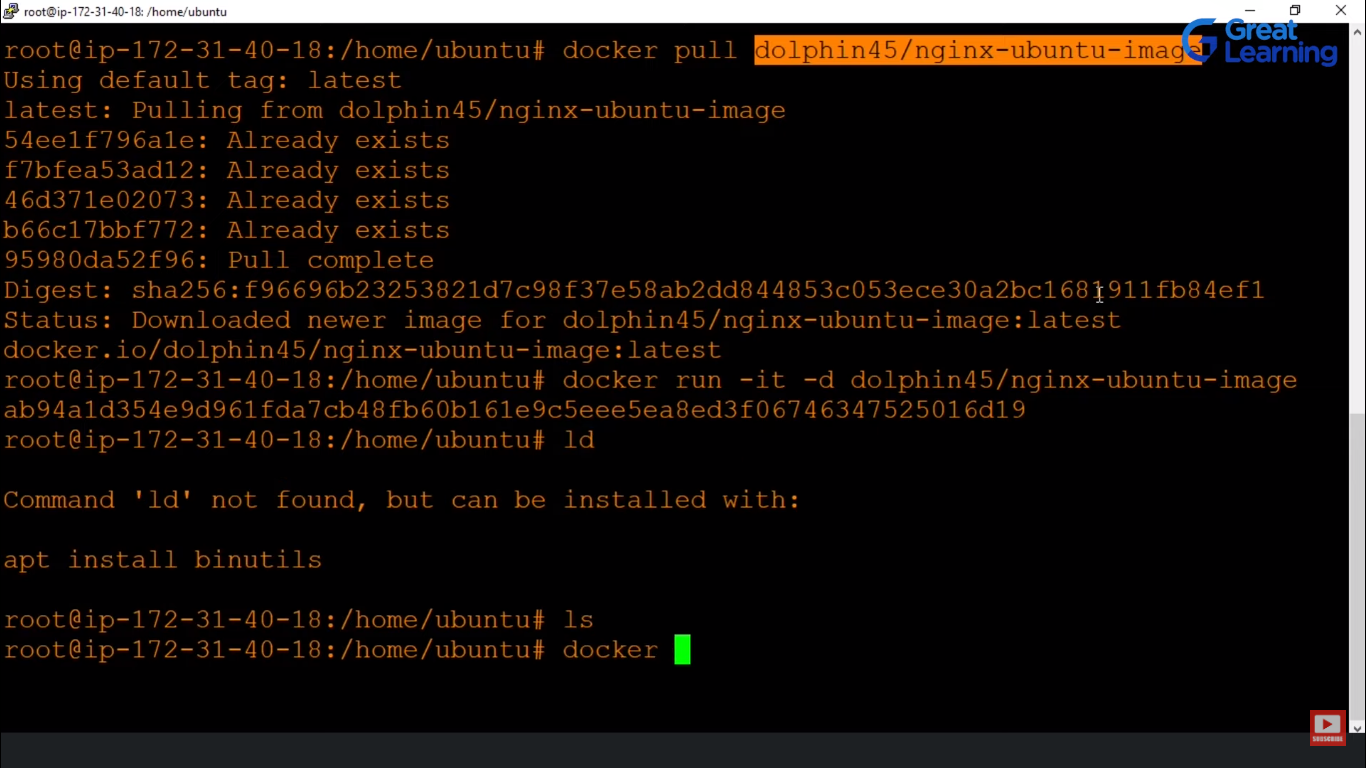 root@ip-172-31-40-18: /home/ubuntu
Great Learning
root@ip-172-31-40-18:/home/ubuntu# docker pull dolphin45/nginx-ubuntu-image
Using default tag: latest
latest: Pulling from dolphin45/nginx-ubuntu-image
54ee1f796a1e: Already exists
f7bfea53ad12: Already exists
46d371e02073: Already exists
b66c17bbf772: Already exists
95980da52f96: Pull complete
Digest: sha256:f96696b23253821d7c98f37e58ab2dd844853c053ece30a2bc1681911fb84ef1
Status: Downloaded newer image for dolphin45/nginx-ubuntu-image:latest
docker.io/dolphin45/nginx-ubuntu-image:latest
root@ip-172-31-40-18:/home/ubuntu# docker run -it -d dolphin45/nginx-ubuntu-image
ab94a1d354e9d961fda7cb48fb60b161e9c5eee5ea8ed3f06746347525016d19
root@ip-172-31-40-18:/home/ubuntu# ld
Command 'ld' not found, but can be installed with:
apt install binutils
root@ip-172-31-40-18:/home/ubuntu# ls
root@ip-172-31-40-18:/home/ubuntu# docker
SUBSCRIBE